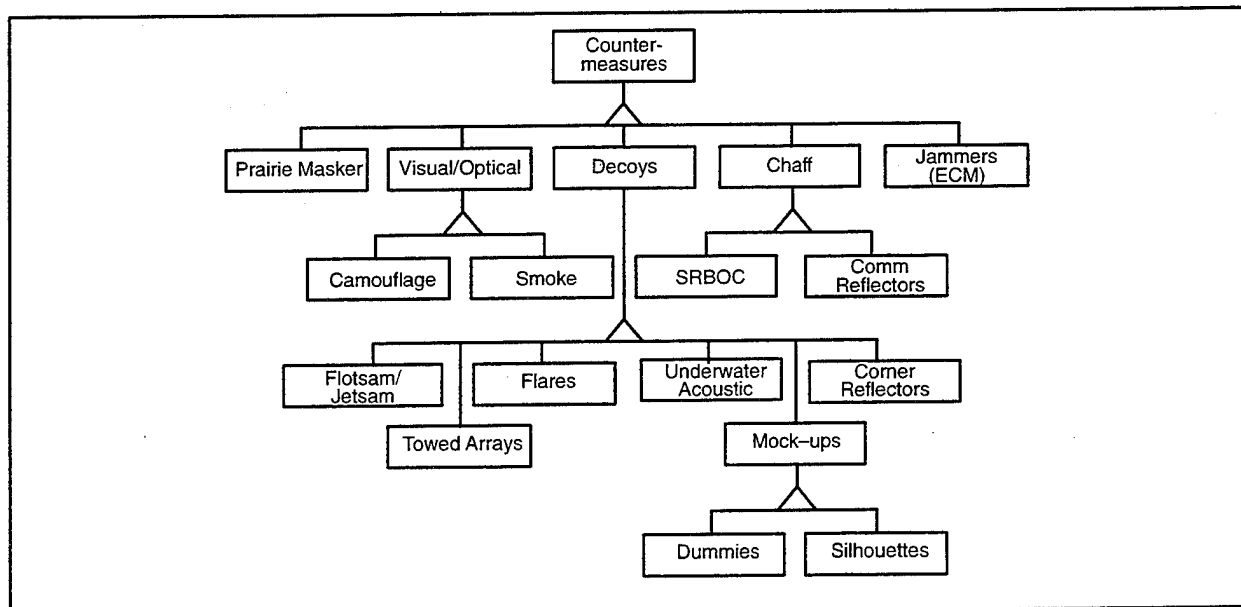 Counter-
measures
Prairie Masker
Visual/Optical
Decoys
Chaff
Jammers
(ECM)
Camouflage
Smoke
SRBOC
Comm
Reflectors
Flotsam/
Jetsam
Flares
Underwater
Acoustic
Corner
Reflectors
Towed Arrays
Mock–ups
Dummies
Silhouettes